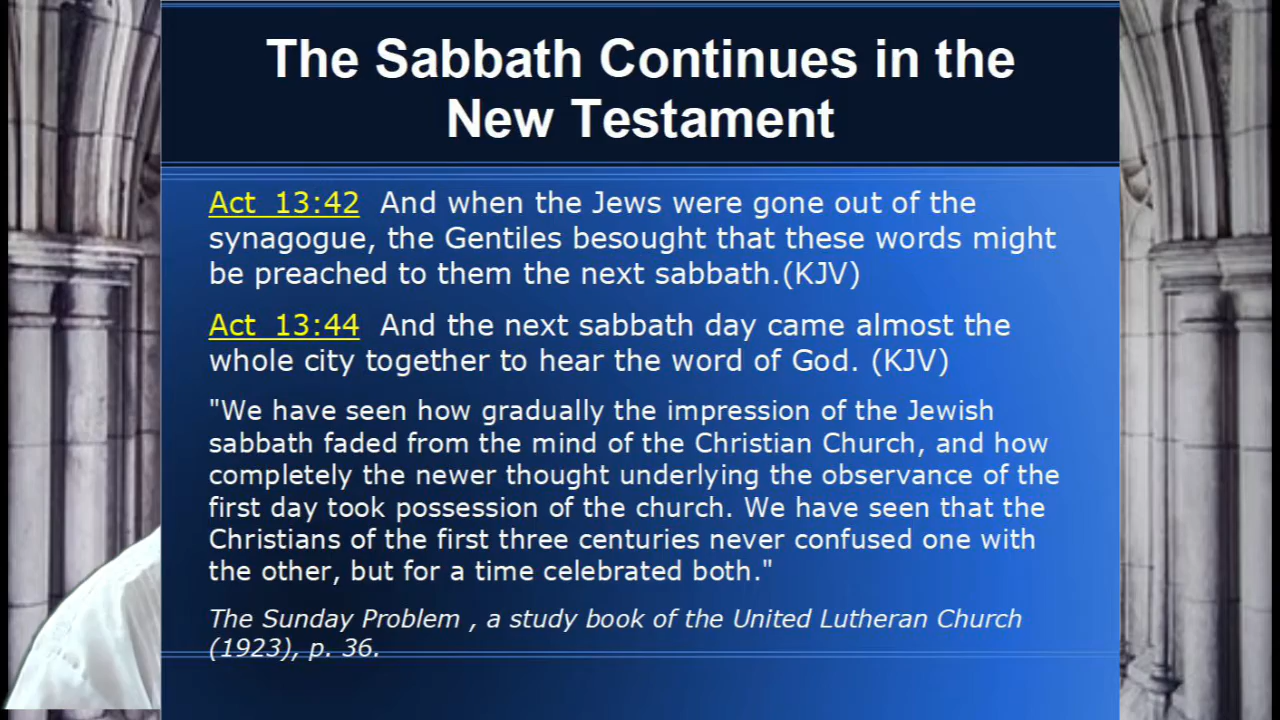 The Sabbath Continues in the
New Testament
Act 13:42 And when the Jews were gone out of the
synagogue, the Gentiles besought that these words might
be preached to them the next sabbath.(KJV)
Act 13:44 And the next sabbath day came almost the
whole city together to hear the word of God. (KJV)
"We have seen how gradually the impression of the Jewish
sabbath faded from the mind of the Christian Church, and how
completely the newer thought underlying the observance of the
first day took possession of the church. We have seen that the
Christians of the first three centuries never confused one with
the other, but for a time celebrated both."
The Sunday Problem , a study book of the United Lutheran Church
(1923), p. 36.